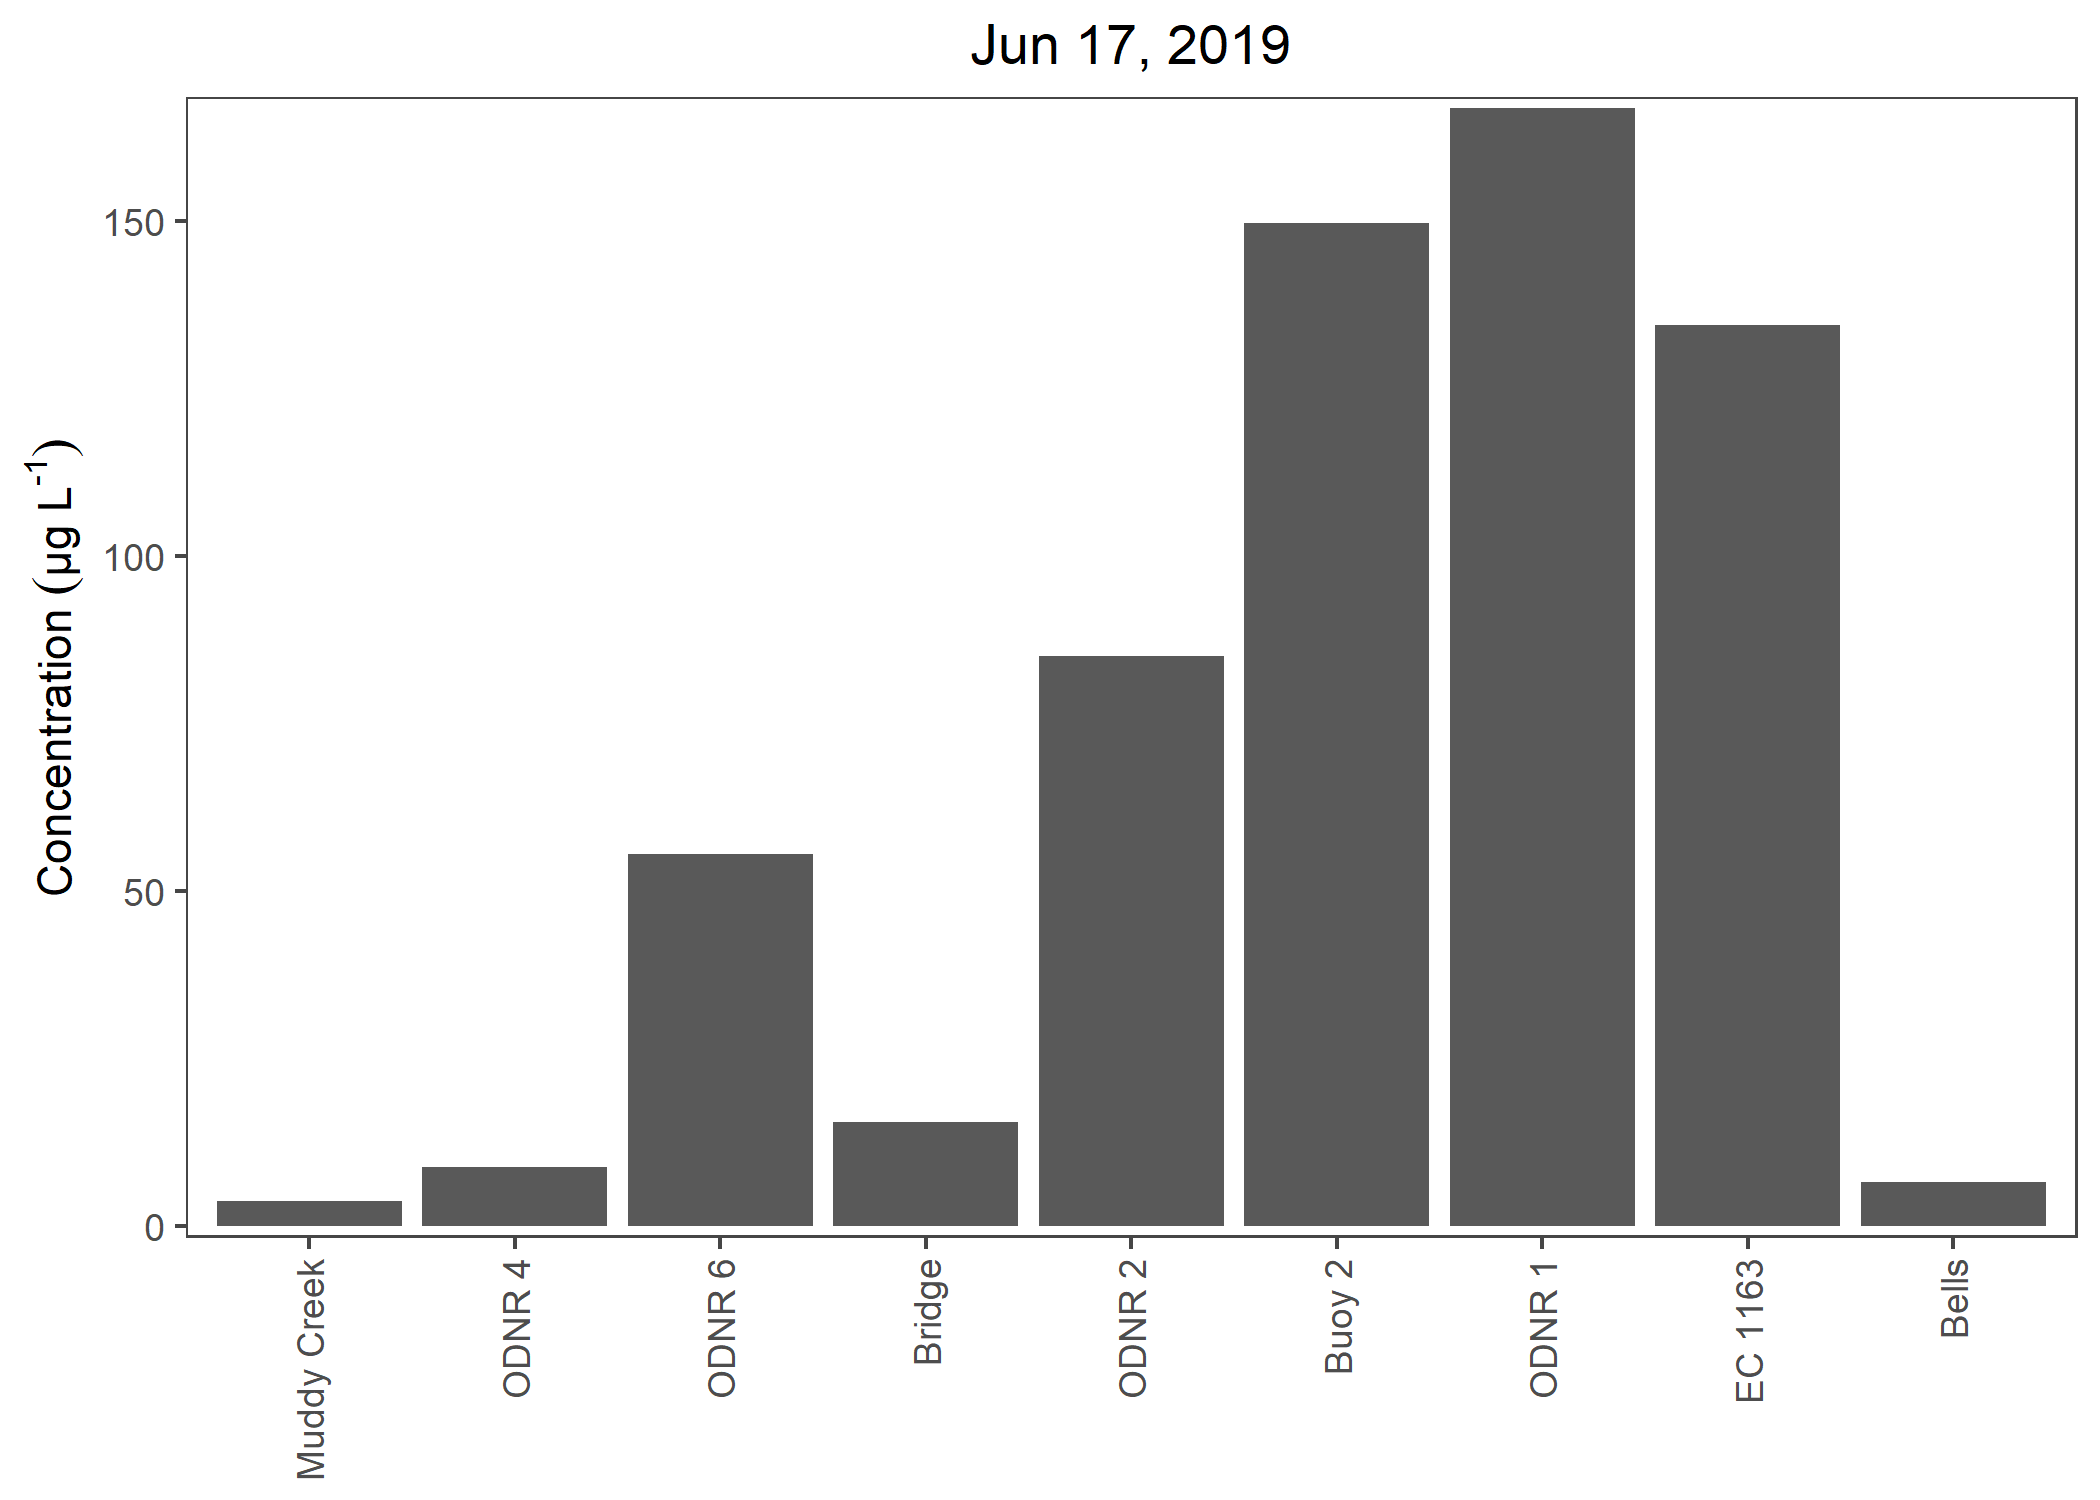 Jun 17, 2019
Concentration (µg L⁻¹)
150
100
50
0
Muddy Creek
ODNR 4
ODNR 6
Bridge
ODNR 2
Buoy 2
ODNR 1
EC 1163
Bells